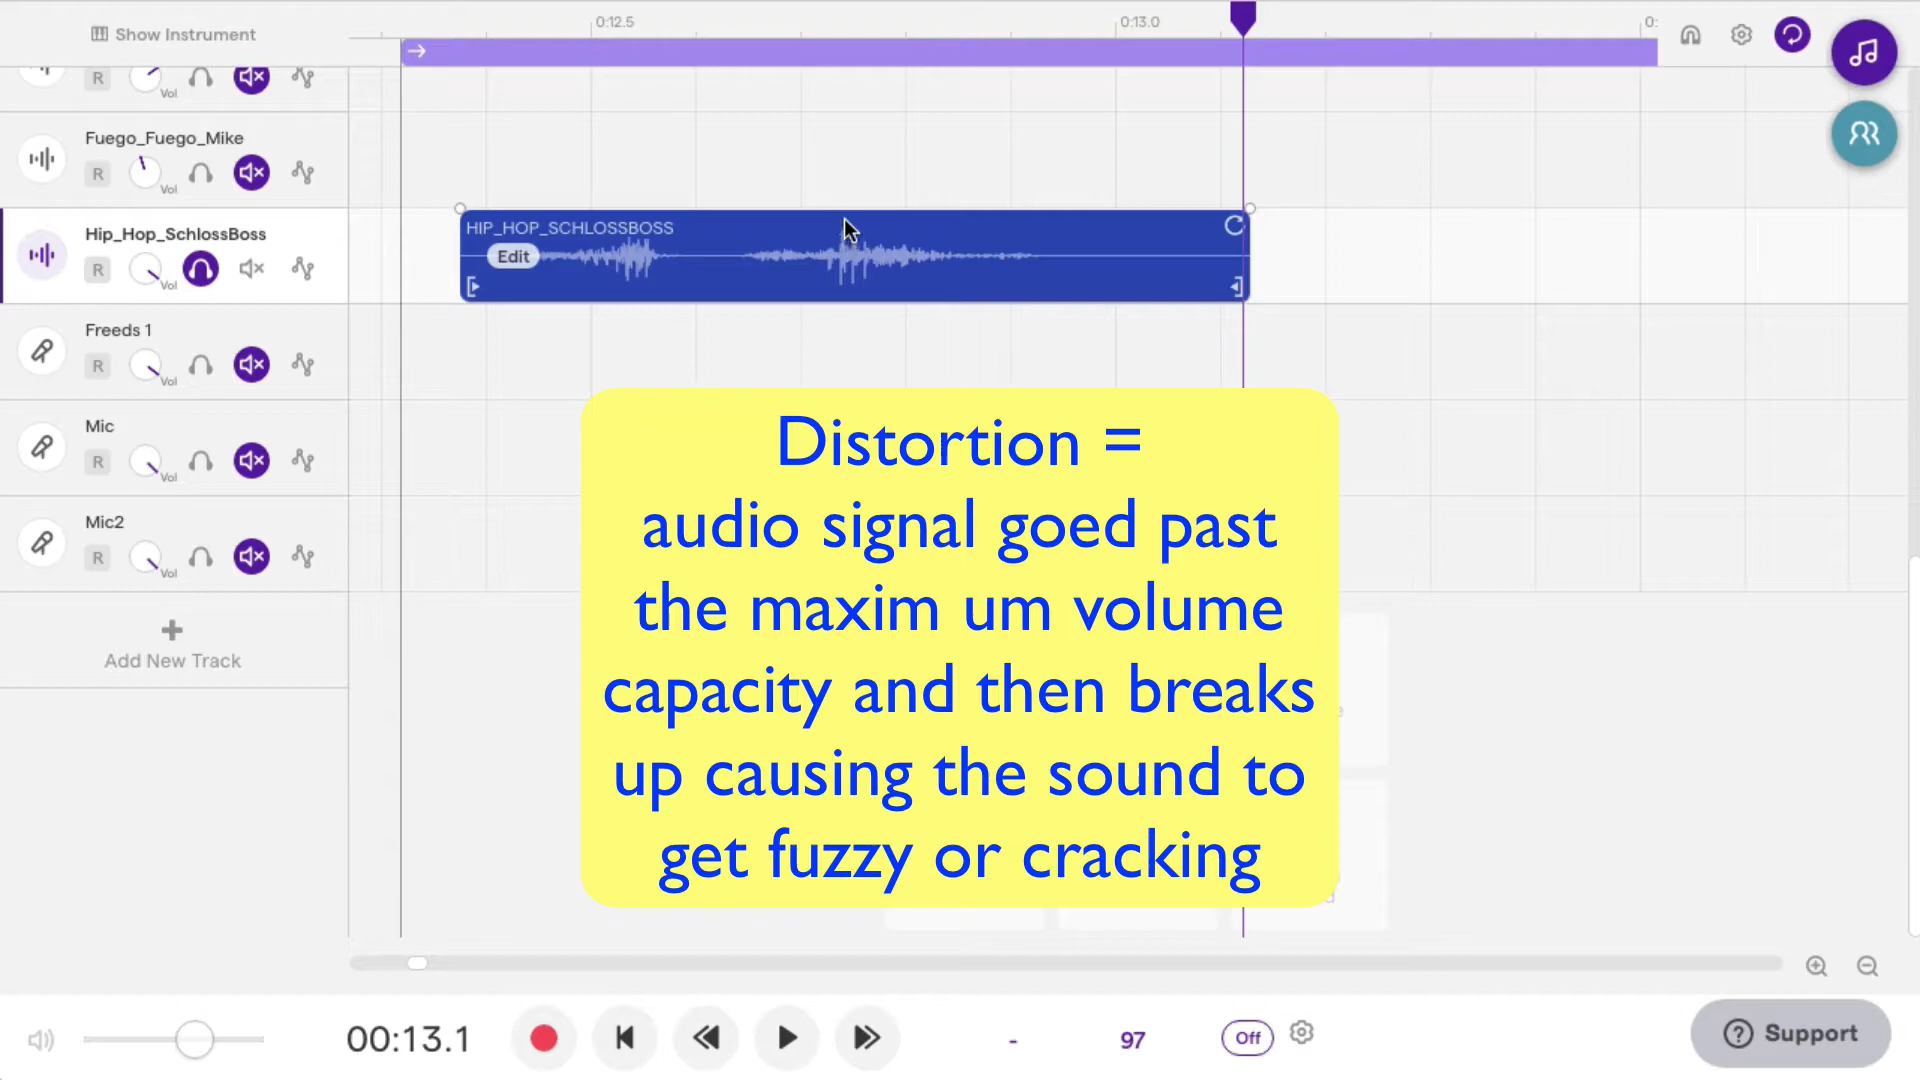 Show Instrument
0:12.5
0:13.0
0:
R
Vol
Fuego_Fuego_Mike
R
Vol
Hip_Hop_SchlossBoss
R
Vol
HIP_HOP_SCHLOSSBOSS
Edit
Freeds 1
R
Vol
Mic
R
Vol
Mic2
R
Vol
Add New Track
Distortion =
audio signal goed past
the maxim um volume
capacity and then breaks
up causing the sound to
get fuzzy or cracking
00:13.1
-
97
Off
Support